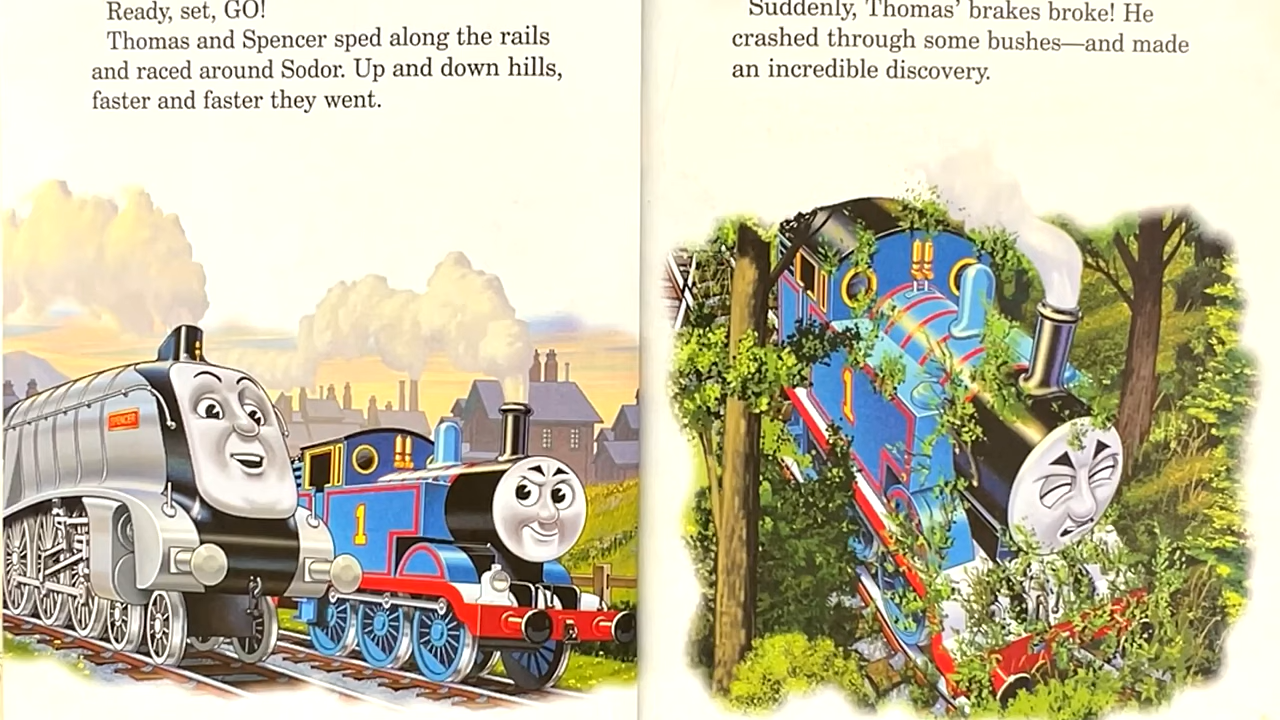 Ready, set, GO!
Thomas and Spencer sped along the rails
and raced around Sodor. Up and down hills,
faster and faster they went.
SPENCER
1
Suddenly, Thomas’ brakes broke! He
crashed through some bushes—and made
an incredible discovery.
1